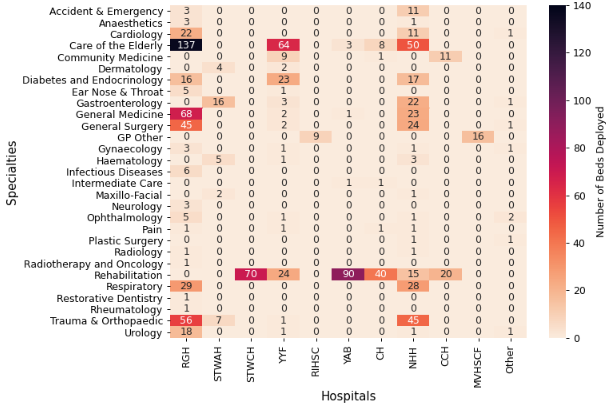 Accident & Emergency 3 0 0 0 0 0 0 11 0 0 0
Anaesthetics 3 0 0 0 0 0 0 1 0 0 0
Cardiology 22 0 0 0 0 0 0 11 0 0 1
Care of the Elderly 137 0 0 64 0 3 8 50 0 0 0
Community Medicine 0 0 0 9 0 0 1 0 11 0 0
Dermatology 0 4 0 2 0 0 0 0 0 0 0
Diabetes and Endocrinology 16 0 0 23 0 0 0 17 0 0 0
Ear Nose & Throat 5 0 0 1 0 0 0 0 0 0 0
Gastroenterology 0 16 0 3 0 0 0 22 0 0 1
General Medicine 68 0 0 2 0 1 0 23 0 0 0
General Surgery 45 0 0 2 0 0 0 24 0 0 1
GP Other 0 0 0 0 9 0 0 0 0 16 0
Gynaecology 3 0 0 1 0 0 0 1 0 0 1
Haematology 0 5 0 1 0 0 0 3 0 0 0
Infectious Diseases 6 0 0 0 0 0 0 0 0 0 0
Intermediate Care 0 0 0 0 0 1 1 0 0 0 0
Maxillo-Facial 0 2 0 0 0 0 0 1 0 0 0
Neurology 3 0 0 0 0 0 0 0 0 0 0
Ophthalmology 5 0 0 1 0 0 0 1 0 0 2
Pain 1 0 0 1 0 0 1 1 0 0 0
Plastic Surgery 0 0 0 0 0 0 0 1 0 0 1
Radiology 1 0 0 0 0 0 0 1 0 0 0
Radiotherapy and Oncology 1 0 0 0 0 0 0 0 0 0 0
Rehabilitation 0 0 70 24 0 90 40 15 20 0 0
Respiratory 29 0 0 0 0 0 0 28 0 0 0
Restorative Dentistry 1 0 0 0 0 0 0 0 0 0 0
Rheumatology 1 0 0 0 0 0 0 0 0 0 0
Trauma & Orthopaedic 56 7 0 1 0 0 0 45 0 0 0
Urology 18 0 0 1 0 0 0 1 0 0 1
RGH STWAH STWCH YYF RIHSC YAB CH NHH CCH MVHSCF Other
Hospitals
Specialties
140
120
100
80
60
40
20
0
Number of Beds Deployed